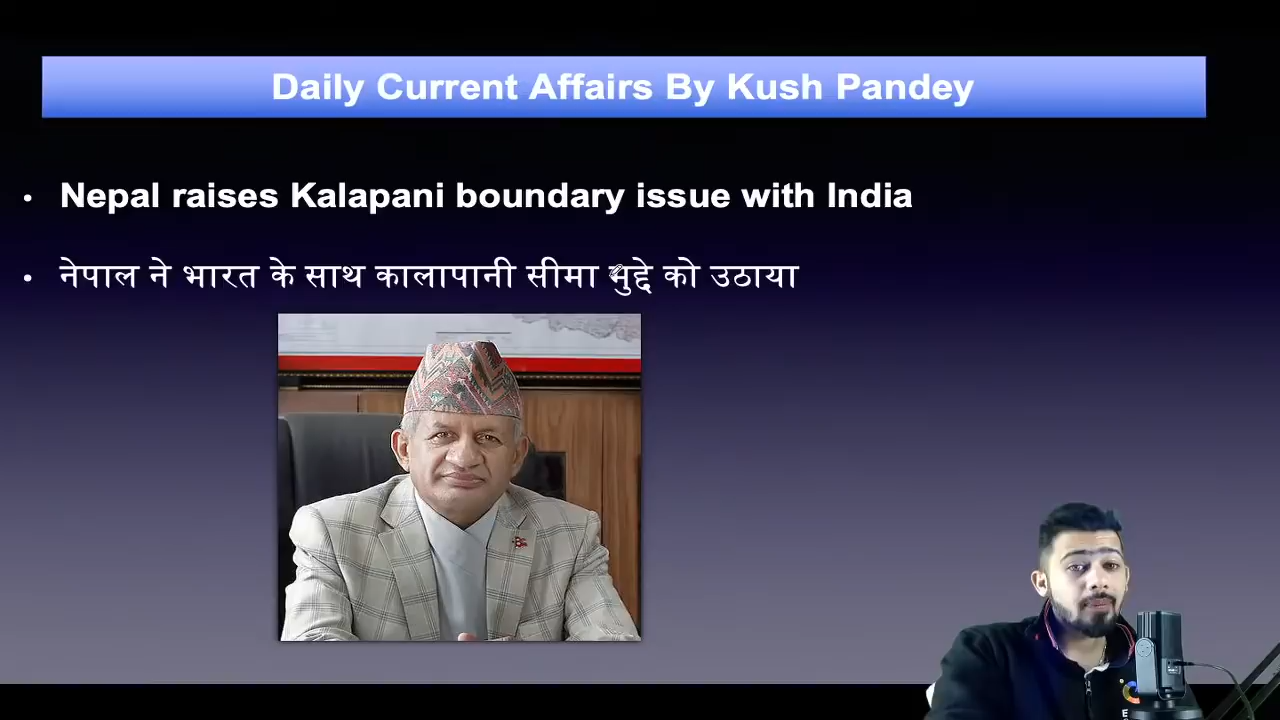 Daily Current Affairs By Kush Pandey
Nepal raises Kalapani boundary issue with India
नेपाल ने भारत के साथ कालापानी सीमा मुद्दे को उठाया